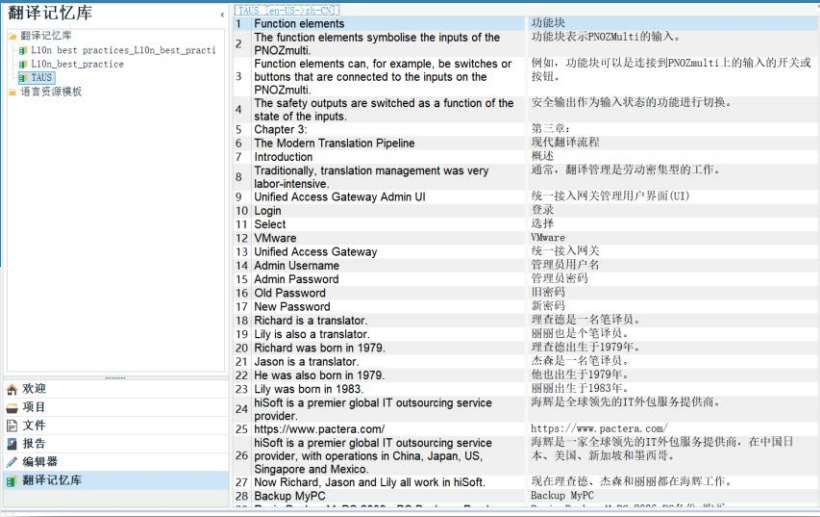 翻译记忆库
翻译记忆库
L10n best practices_L10n_best_practi
L10n_best_practice
TAUS
语言资源模板
欢迎
项目
文件
报告
编辑器
翻译记忆库
TAUS [en-US->zh-CN]
1 Function elements 功能块
2 The function elements symbolise the inputs of the 功能块表示PNOZMulti的输入。
PNOZmulti.
Function elements can, for example, be switches or 例如，功能块可以是连接到PNOZmulti上的输入的开关或
3 buttons that are connected to the inputs on the 按钮。
PNOZmulti.
4 The safety outputs are switched as a function of the 安全输出作为输入状态的功能进行切换。
state of the inputs.
5 Chapter 3: 第三章：
6 The Modern Translation Pipeline 现代翻译流程
7 Introduction 概述
8 Traditionally, translation management was very 通常，翻译管理是劳动密集型的工作。
labor-intensive.
9 Unified Access Gateway Admin UI 统一接入网关管理用户界面(UI)
10 Login 登录
11 Select 选择
12 VMware VMware
13 Unified Access Gateway 统一接入网关
14 Admin Username 管理员用户名
15 Admin Password 管理员密码
16 Old Password 旧密码
17 New Password 新密码
18 Richard is a translator. 理查德是一名笔译员。
19 Lily is also a translator. 丽丽也是个笔译员。
20 Richard was born in 1979. 理查德出生于1979年。
21 Jason is a translator. 杰森是一名笔译员。
22 He was also born in 1979. 他也出生于1979年。
23 Lily was born in 1983. 丽丽出生于1983年。
24 hiSoft is a premier global IT outsourcing service 海辉是全球领先的IT外包服务提供商。
provider.
25 https://www.pactera.com/ https://www.pactera.com/
hiSoft is a premier global IT outsourcing service 海辉是一家全球领先的IT外包服务提供商，在中国日
26 provider, with operations in China, Japan, US, 本、美国、新加坡和墨西哥。
Singapore and Mexico.
27 Now Richard, Jason and Lily all work in hiSoft. 现在理查德、杰森和丽丽都在海辉工作。
28 Backup MyPC Backup MyPC